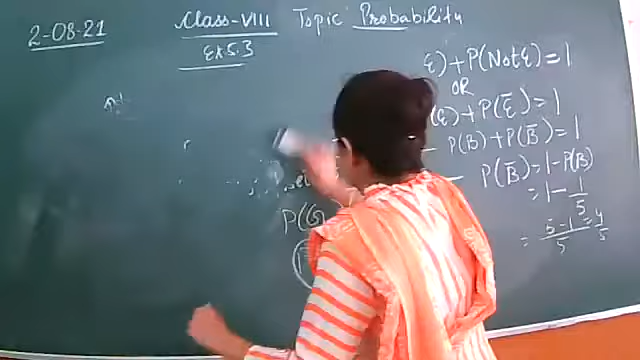 2-08-21
Class-VIII Topic Probability
Ex 5.3
E) + P(Not E) = 1
OR
(E) + P(E̅) = 1
P(B) + P(B̅) = 1
P(B̅) = 1 - P(B)
= 1 - 1/5
= 5-1/5 = 4/5
P(G